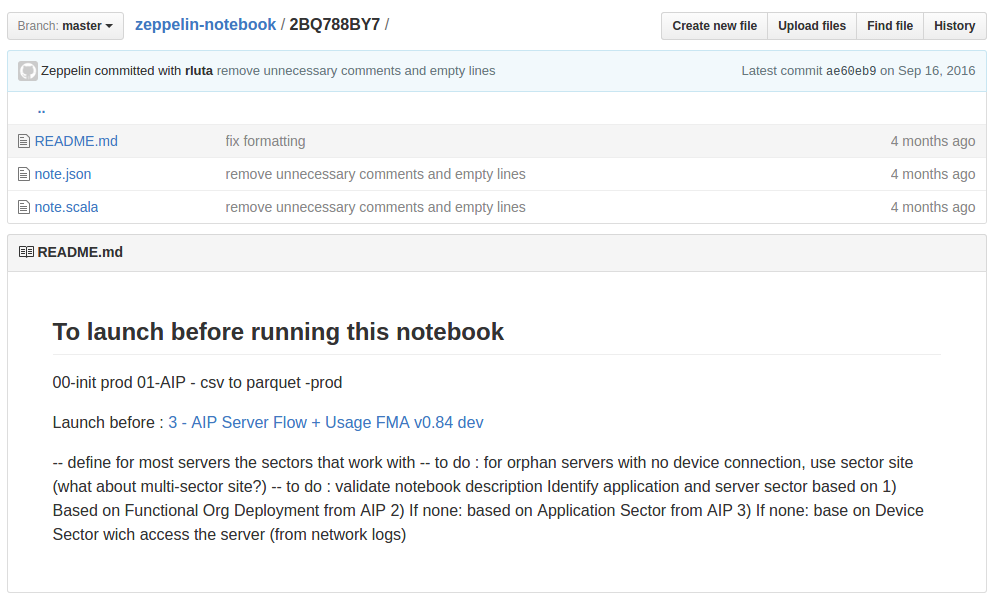 Branch: master zeppelin-notebook / 2BQ788BY7 / Create new file Upload files Find file History
Zeppelin committed with rluta remove unnecessary comments and empty lines Latest commit ae60eb9 on Sep 16, 2016
..
README.md fix formatting 4 months ago
note.json remove unnecessary comments and empty lines 4 months ago
note.scala remove unnecessary comments and empty lines 4 months ago
README.md
To launch before running this notebook
00-init prod 01-AIP - csv to parquet -prod
Launch before : 3 - AIP Server Flow + Usage FMA v0.84 dev
-- define for most servers the sectors that work with -- to do : for orphan servers with no device connection, use sector site
(what about multi-sector site?) -- to do : validate notebook description Identify application and server sector based on 1)
Based on Functional Org Deployment from AIP 2) If none: based on Application Sector from AIP 3) If none: base on Device
Sector wich access the server (from network logs)